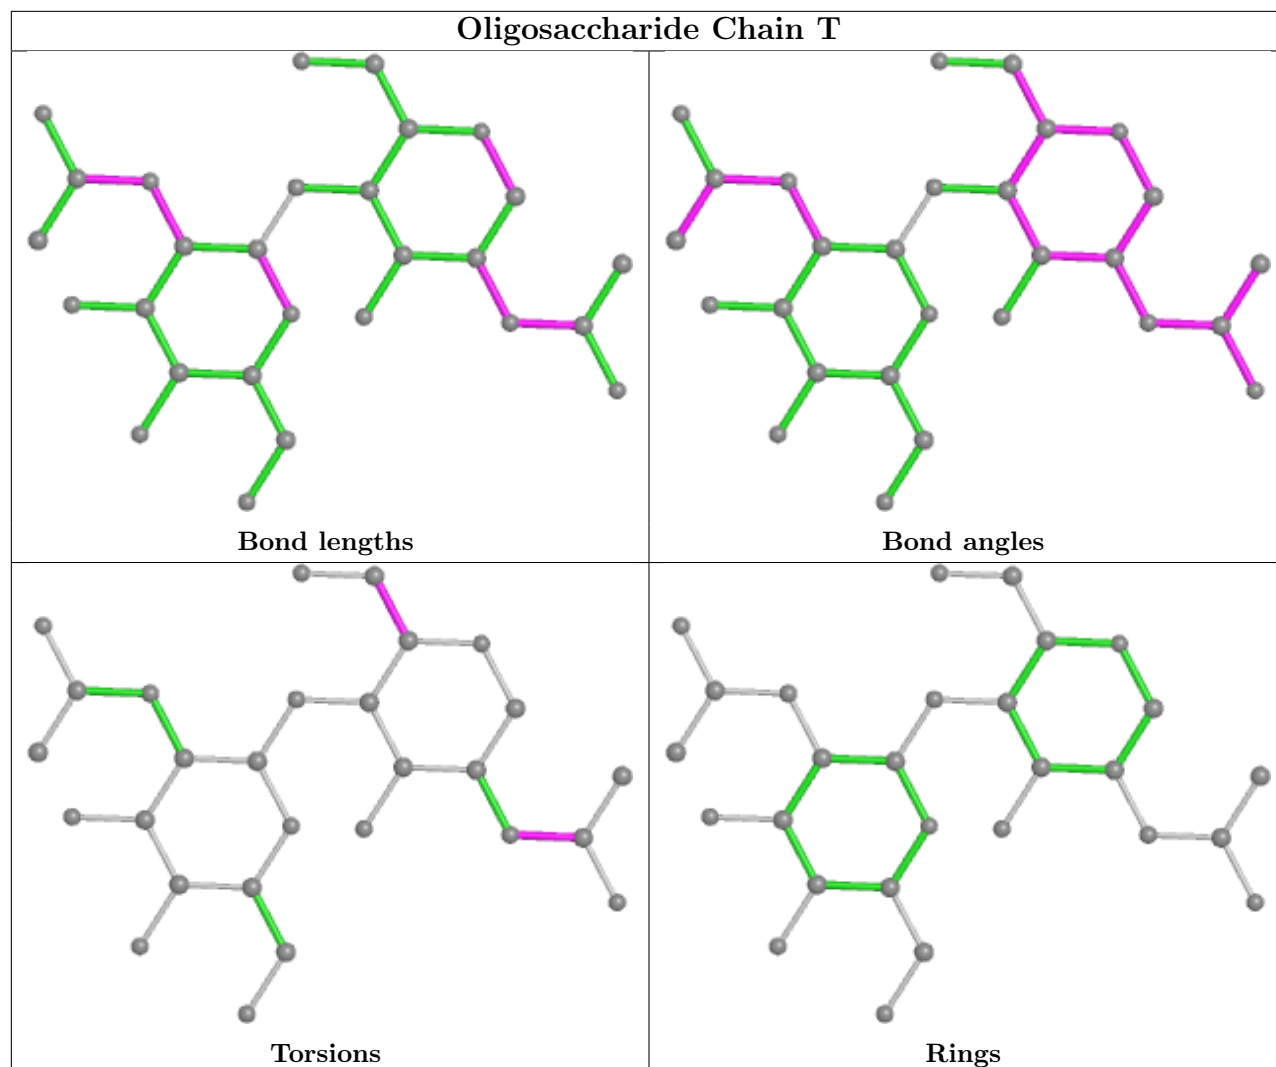 Oligosaccharide Chain T
Bond lengths
Bond angles
Torsions
Rings